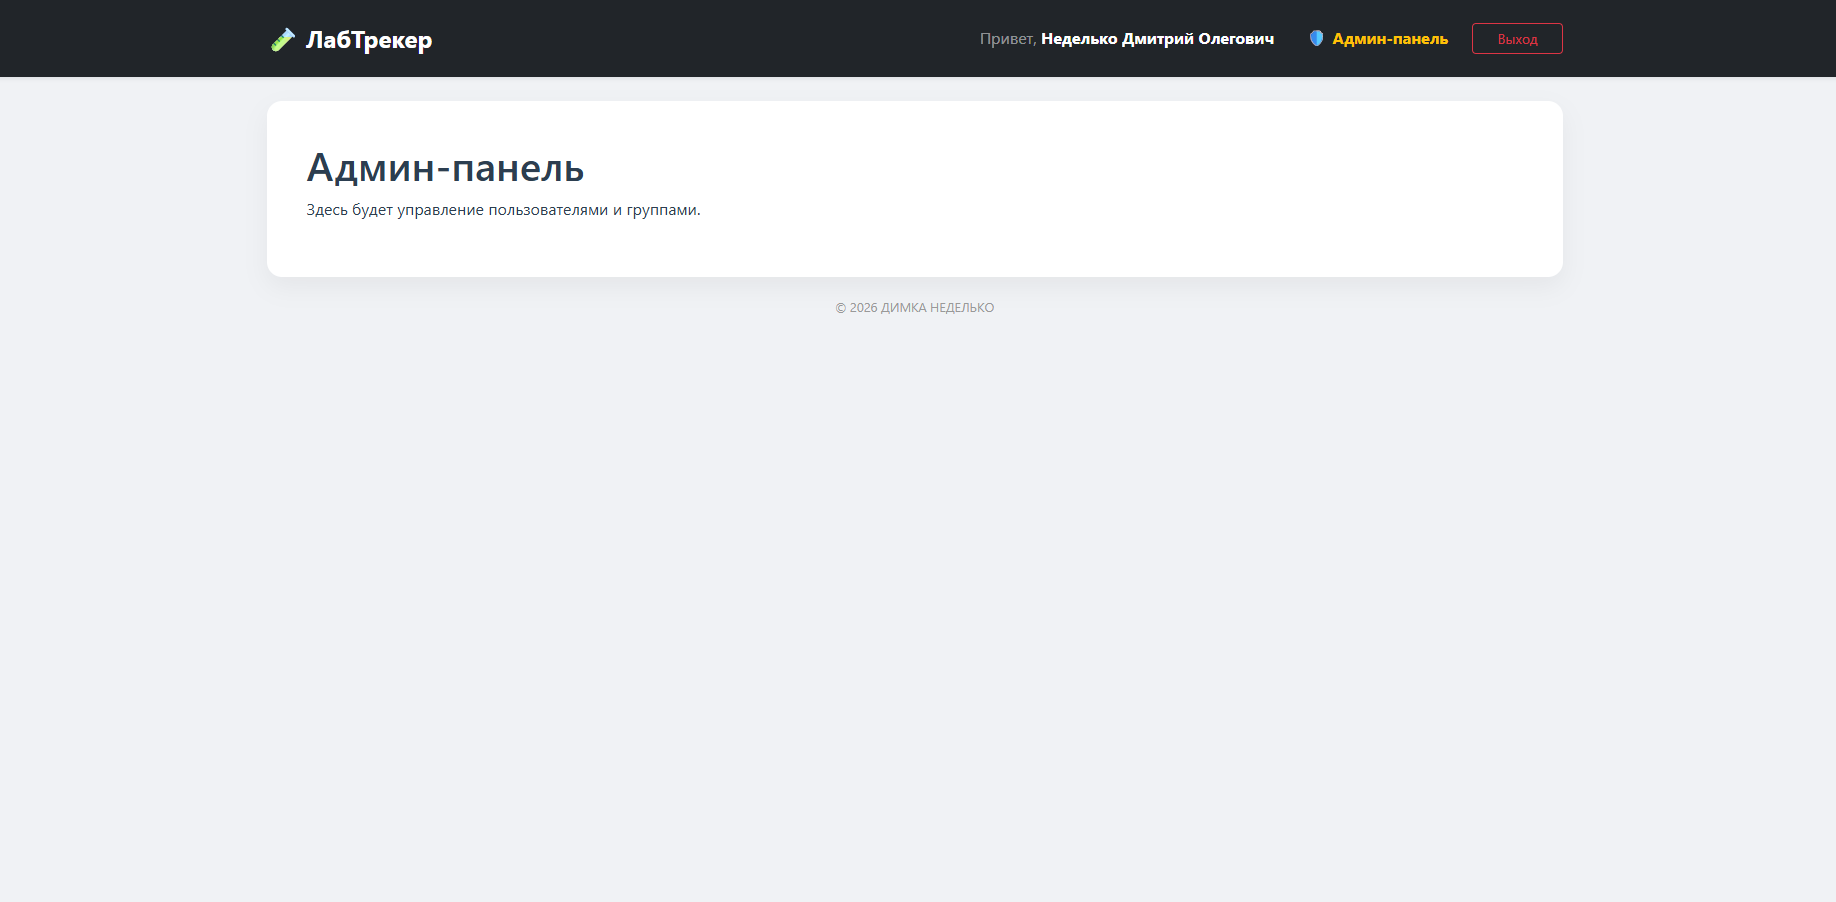 ЛабТрекер
Привет, Неделько Дмитрий Олегович
Админ-панель
Выход
Админ-панель
Здесь будет управление пользователями и группами.
© 2026 ДИМКА НЕДЕЛЬКО